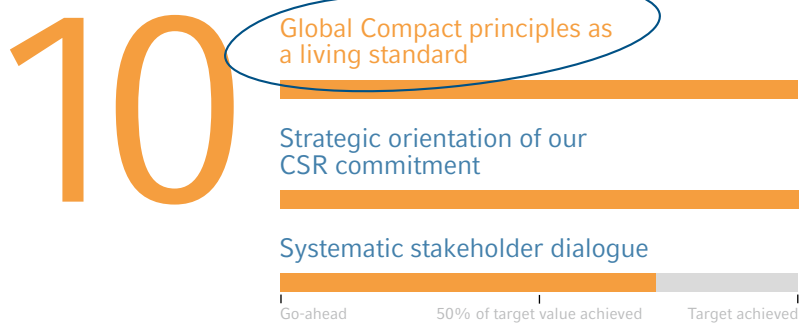 10
Global Compact principles as
a living standard
Strategic orientation of our
CSR commitment
Systematic stakeholder dialogue
Go-ahead 50% of target value achieved Target achieved